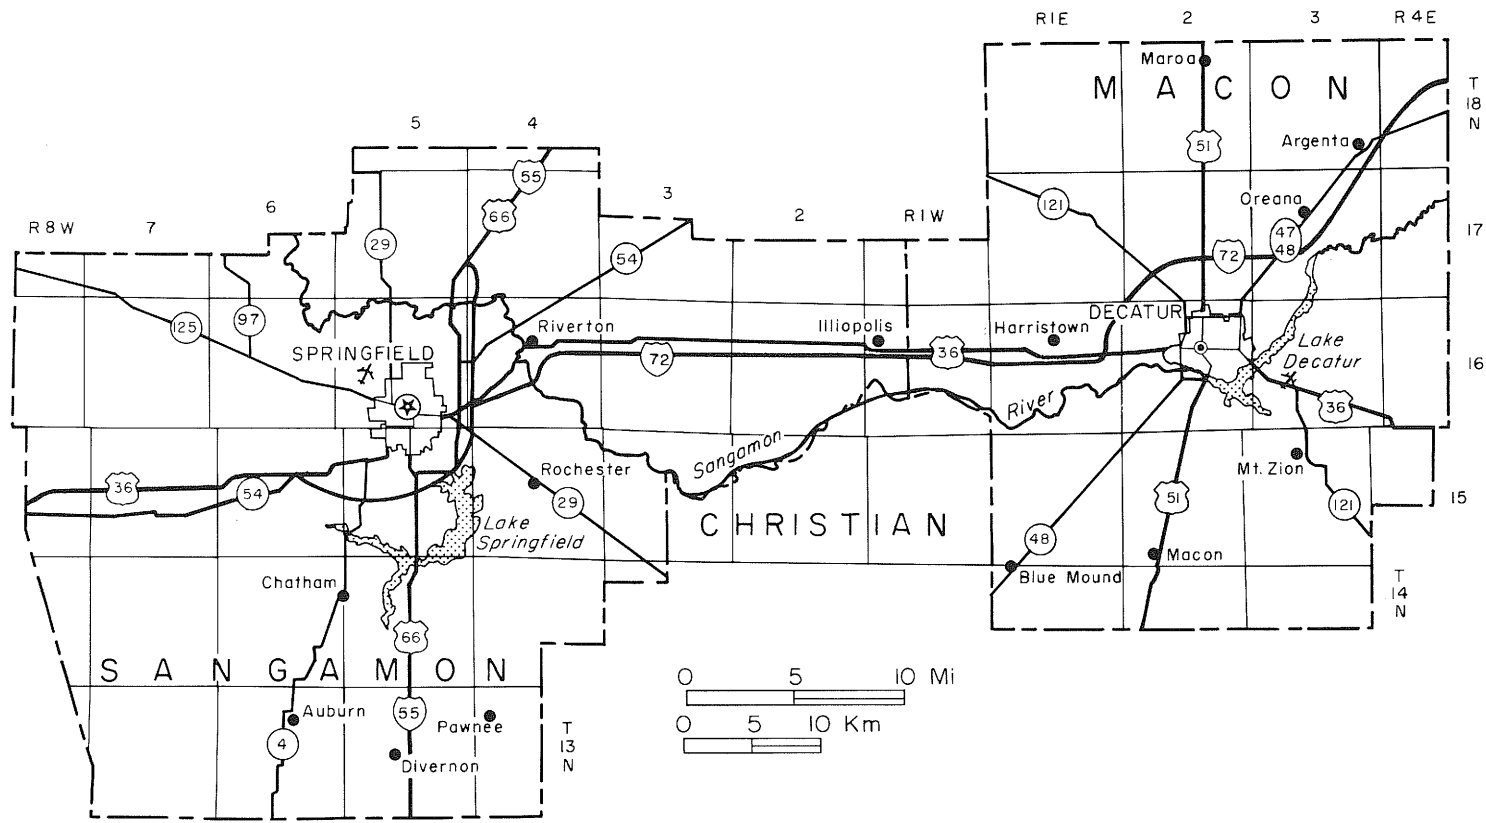 R1E 2 3 R4E
Maroa
MACON
T
18
N
5 4
51
Argenta
55
121
Oreana
6
3
R8W 7
66
2 R1W
47
48
17
29
54
72
97
125
DECATUR
Riverton
Illiopolis
Harristown
Lake
Decatur
SPRINGFIELD
72
36
16
River
36
Sangamon
Rochester
Mt. Zion
36
54
29
51
15
121
Lake
Springfield
CHRISTIAN
48
Macon
Chatham
Blue Mound
T
14
N
66
SANGAMON
0 5 10 Mi
Auburn
55
Pawnee
0 5 10 Km
4
T
13
N
Divernon